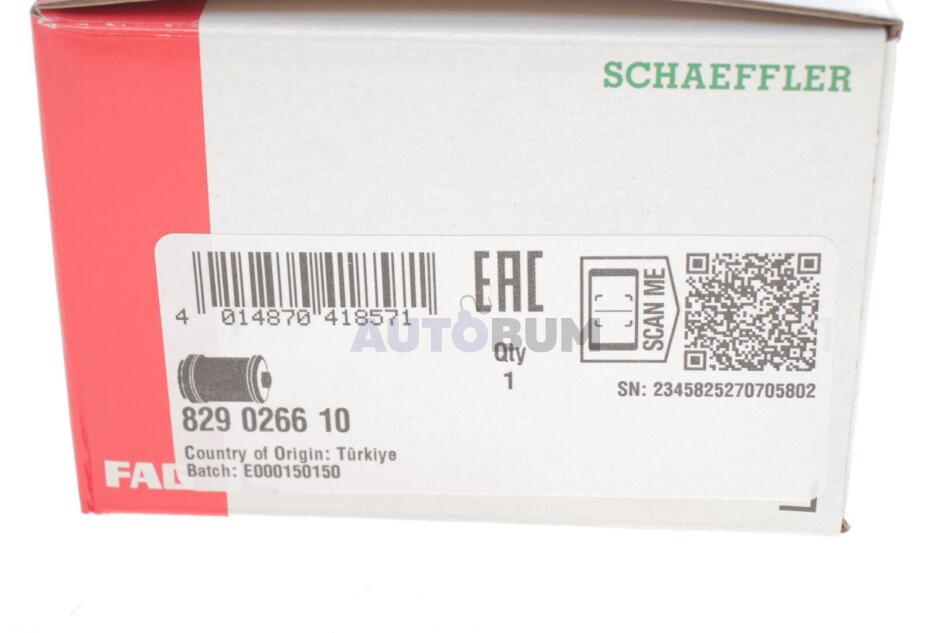 SCHAEFFLER
4 014870 418571
EAC
SCAN ME
AUTOBUM
Qty
1
SN: 2345825270705802
829 0266 10
Country of Origin: Türkiye
Batch: E000150150
FAG